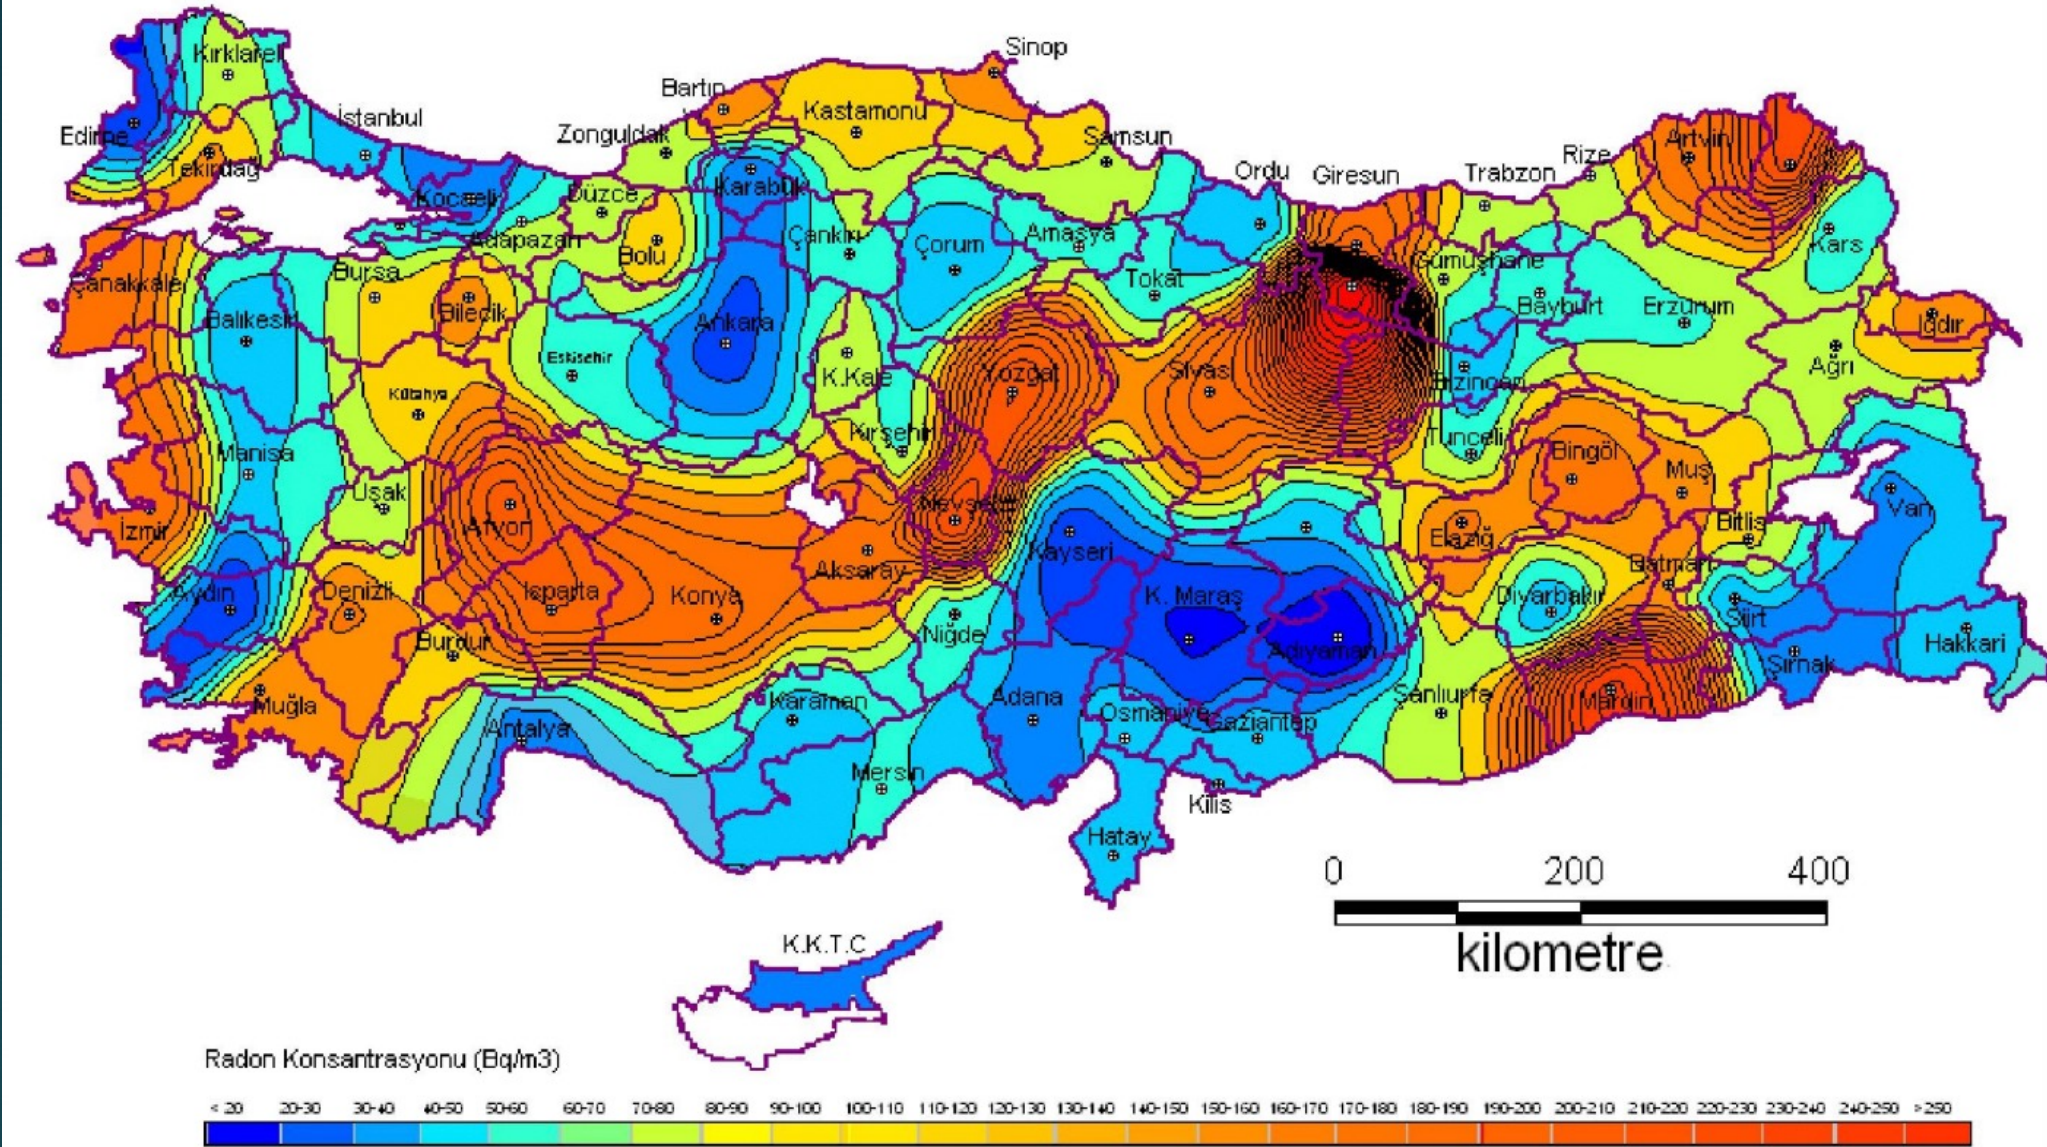 Sinop
Kırklareli
Bartın
Kastamonu
İstanbul
Edirne
Zonguldak
Samsun
Artvin
Tekirdağ
Rize
Ordu
Giresun
Trabzon
Karabük
Kocaeli
Düzce
Adapazarı
Çankırı
Çorum
Amasya
Kars
Bolu
Gümüşhane
Bursa
Çanakkale
Tokat
Bilecik
Bayburt
Erzurum
Balıkesir
Ankara
Iğdır
Eskisehir
K.Kale
Yozgat
Sivas
Ağrı
Erzincan
Kütahya
Kırşehir
Tunceli
Manisa
Bingöl
Muş
Uşak
Nevşehir
Van
İzmir
Afyon
Bitlis
Elazığ
Kayseri
Aksaray
Batman
Aydın
Denizli
Isparta
Konya
K. Maraş
Diyarbakır
Siirt
Niğde
Burdur
Adıyaman
Hakkari
Şırnak
Muğla
Karaman
Adana
Şanlıurfa
Mardin
Antalya
Osmaniye
Gaziantep
Mersin
Kilis
Hatay
0 200 400
kilometre
K.K.T.C
Radon Konsantrasyonu (Bq/m3)
< 20 20-30 30-40 40-50 50-60 60-70 70-80 80-90 90-100 100-110 110-120 120-130 130-140 140-150 150-160 160-170 170-180 180-190 190-200 200-210 210-220 220-230 230-240 240-250 >250